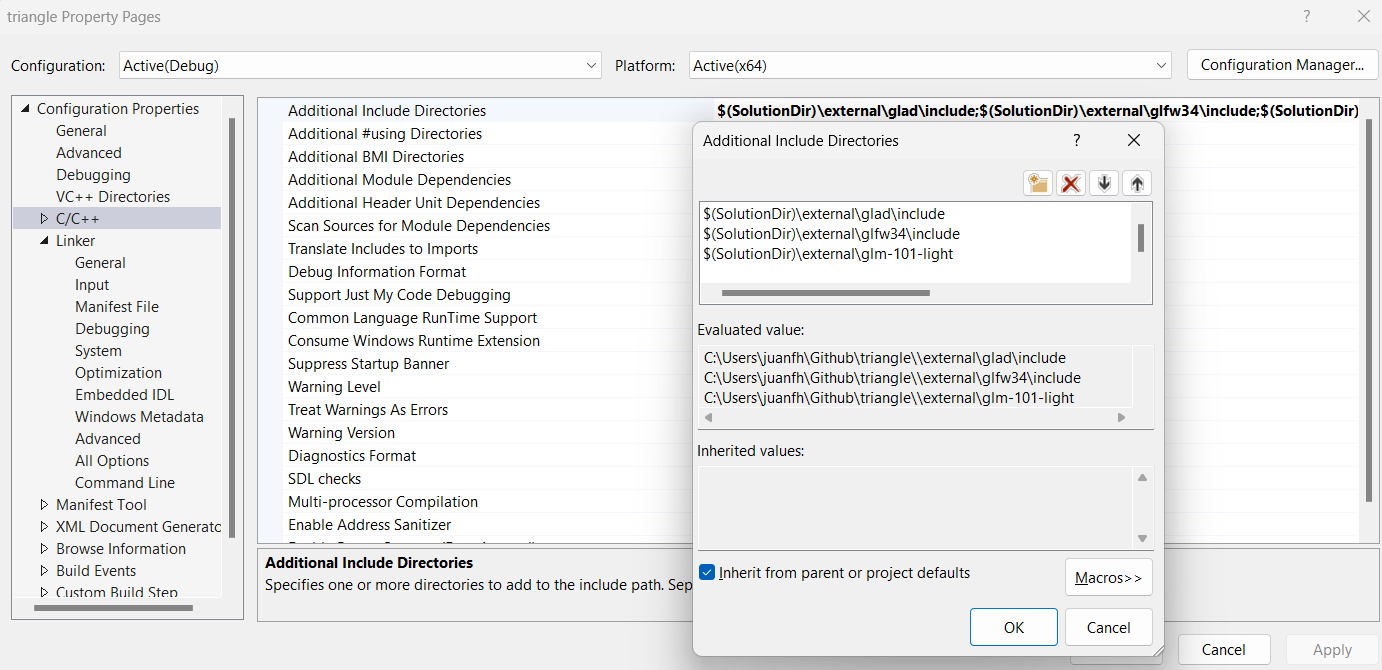 triangle Property Pages
?
Configuration: Active(Debug) Platform: Active(x64) Configuration Manager...
Configuration Properties
General
Advanced
Debugging
VC++ Directories
C/C++
Linker
General
Input
Manifest File
Debugging
System
Optimization
Embedded IDL
Windows Metadata
Advanced
All Options
Command Line
Manifest Tool
XML Document Generato
Browse Information
Build Events
Custom Build Step
Additional Include Directories $(SolutionDir)\external\glad\include;$(SolutionDir)\external\glfw34\include;$(SolutionDir)
Additional #using Directories
Additional BMI Directories
Additional Module Dependencies
Additional Header Unit Dependencies
Scan Sources for Module Dependencies
Translate Includes to Imports
Debug Information Format
Support Just My Code Debugging
Common Language RunTime Support
Consume Windows Runtime Extension
Suppress Startup Banner
Warning Level
Treat Warnings As Errors
Warning Version
Diagnostics Format
SDL checks
Multi-processor Compilation
Enable Address Sanitizer
Additional Include Directories
Specifies one or more directories to add to the include path. Sep
Additional Include Directories
?
$(SolutionDir)\external\glad\include
$(SolutionDir)\external\glfw34\include
$(SolutionDir)\external\glm-101-light
Evaluated value:
C:\Users\juanfh\Github\triangle\\external\glad\include
C:\Users\juanfh\Github\triangle\\external\glfw34\include
C:\Users\juanfh\Github\triangle\\external\glm-101-light
Inherited values:
Inherit from parent or project defaults
Macros>>
OK Cancel
Cancel Apply